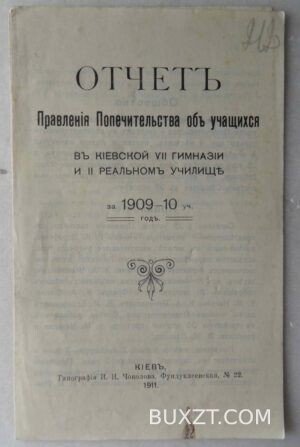 ОТЧЕТЪ
Правленія Попечительства объ учащихся
ВЪ КІЕВСКОЙ VII ГИМНАЗІИ
И II РЕАЛЬНОМЪ УЧИЛИЩѢ
за 1909–10 уч.
ГОДЪ.
КІЕВЪ,
Типографія И. И. Чоколова, Фундуклеевская, № 22.
1911.
BUXZT.COM